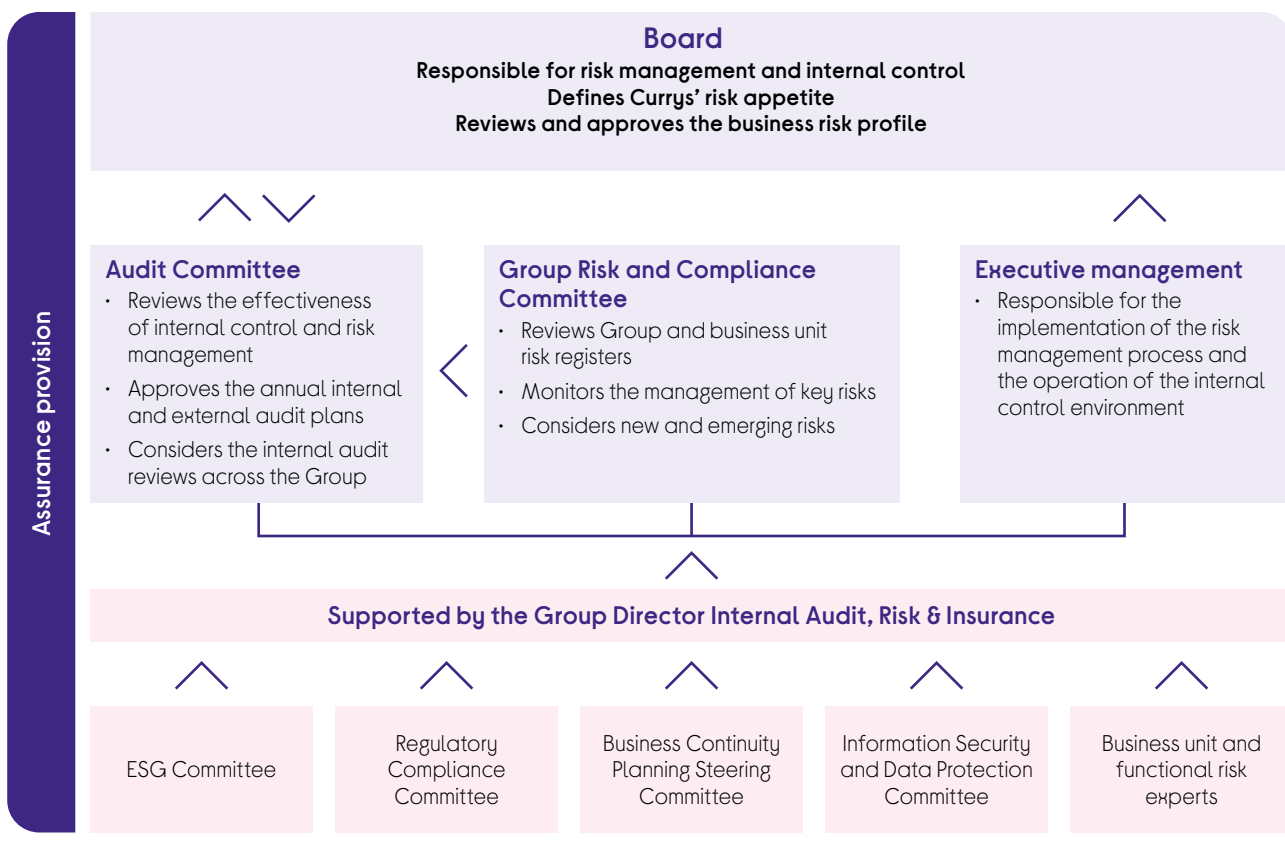 Assurance provision
Board
Responsible for risk management and internal control
Defines Currys’ risk appetite
Reviews and approves the business risk profile
Audit Committee
• Reviews the effectiveness
of internal control and risk
management
• Approves the annual internal
and external audit plans
• Considers the internal audit
reviews across the Group
Group Risk and Compliance
Committee
• Reviews Group and business unit
risk registers
• Monitors the management of key risks
• Considers new and emerging risks
Executive management
• Responsible for the
implementation of the risk
management process and
the operation of the internal
control environment
Supported by the Group Director Internal Audit, Risk & Insurance
ESG Committee
Regulatory
Compliance
Committee
Business Continuity
Planning Steering
Committee
Information Security
and Data Protection
Committee
Business unit and
functional risk
experts